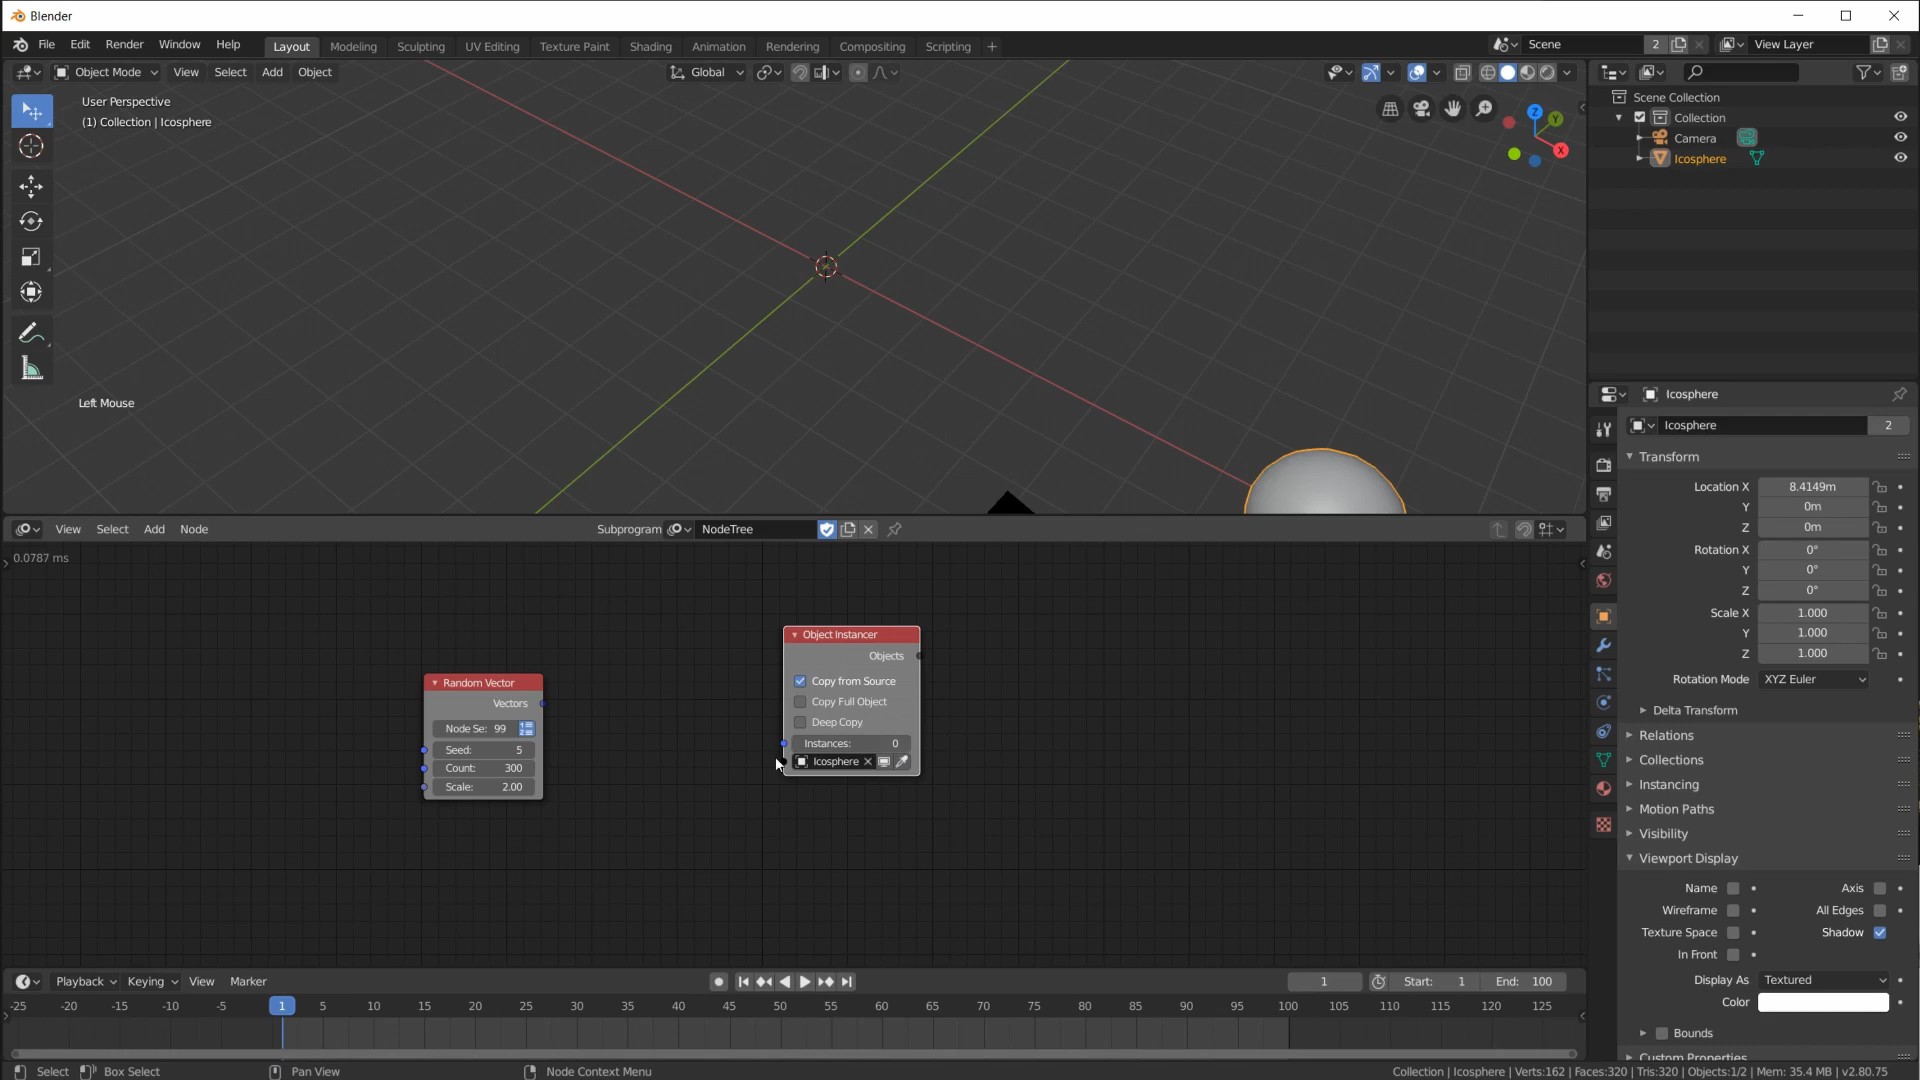 Blender
File Edit Render Window Help Layout Modeling Sculpting UV Editing Texture Paint Shading Animation Rendering Compositing Scripting + Scene 2 View Layer
Object Mode View Select Add Object Global
User Perspective
(1) Collection | Icosphere
Left Mouse
Z
Y
X
Scene Collection
Collection
Camera
Icosphere
Icosphere
Icosphere 2
Transform
Location X 8.4149m
Y 0m
Z 0m
Rotation X 0°
Y 0°
Z 0°
Scale X 1.000
Y 1.000
Z 1.000
Rotation Mode XYZ Euler
Delta Transform
Relations
Collections
Instancing
Motion Paths
Visibility
Viewport Display
Name Axis
Wireframe All Edges
Texture Space Shadow
In Front
Display As Textured
Color
Bounds
Custom Properties
View Select Add Node Subprogram NodeTree
0.0787 ms
Random Vector
Vectors
Node Se: 99
Seed: 5
Count: 300
Scale: 2.00
Object Instancer
Objects
Copy from Source
Copy Full Object
Deep Copy
Instances: 0
Icosphere
Playback Keying View Marker 1 Start: 1 End: 100
-25 -20 -15 -10 -5 1 5 10 15 20 25 30 35 40 45 50 55 60 65 70 75 80 85 90 95 100 105 110 115 120 125
Select Box Select Pan View Node Context Menu Collection | Icosphere | Verts:162 | Faces:320 | Tris:320 | Objects:1/2 | Mem: 35.4 MB | v2.80.75